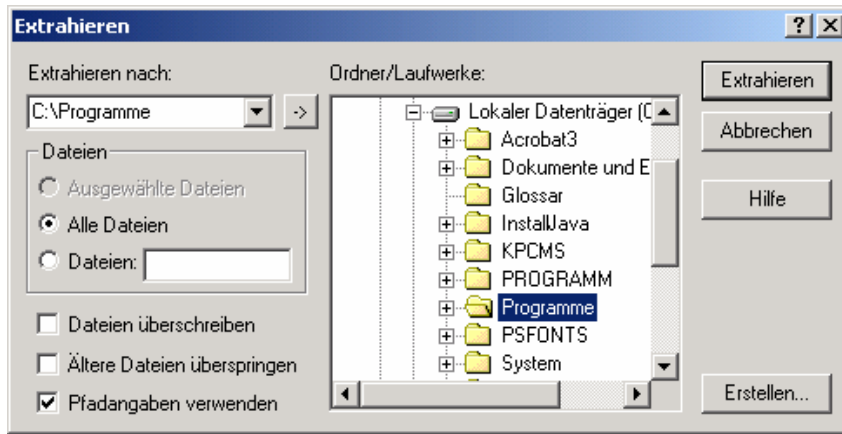 Extrahieren
Extrahieren nach:
C:\Programme
->
Dateien
Ausgewählte Dateien
Alle Dateien
Dateien:
Dateien überschreiben
Ältere Dateien überspringen
Pfadangaben verwenden
Ordner/Laufwerke:
Lokaler Datenträger (C
Acrobat3
Dokumente und E
Glossar
InstallJava
KPCMS
PROGRAMM
Programme
PSFONTS
System
Extrahieren
Abbrechen
Hilfe
Erstellen...